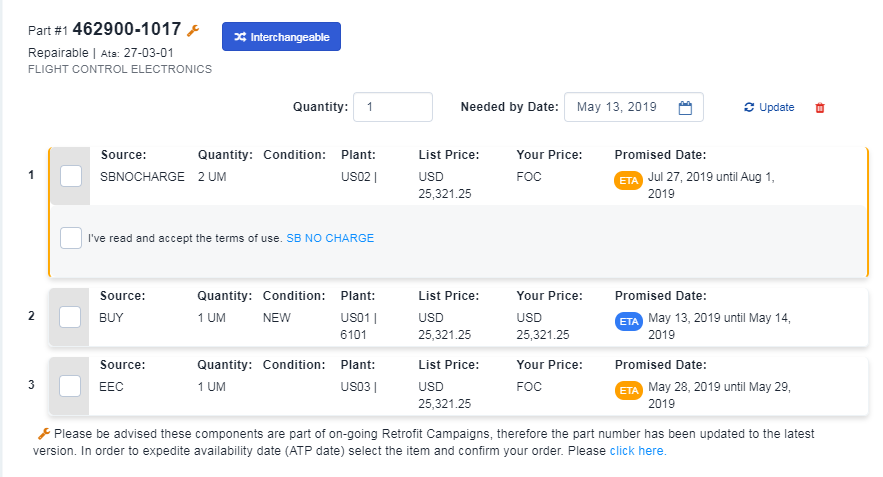 Part #1 462900-1017
Interchangeable
Repairable | Ata: 27-03-01
FLIGHT CONTROL ELECTRONICS
Quantity: 1 Needed by Date: May 13, 2019 Update
1
Source: Quantity: Condition: Plant: List Price: Your Price: Promised Date:
SBNOCHARGE 2 UM US02 | USD FOC ETA Jul 27, 2019 until Aug 1,
25,321.25 2019
I've read and accept the terms of use. SB NO CHARGE
2
Source: Quantity: Condition: Plant: List Price: Your Price: Promised Date:
BUY 1 UM NEW US01 | USD USD ETA May 13, 2019 until May 14,
6101 25,321.25 25,321.25 2019
3
Source: Quantity: Condition: Plant: List Price: Your Price: Promised Date:
EEC 1 UM US03 | USD FOC ETA May 28, 2019 until May 29,
25,321.25 2019
Please be advised these components are part of on-going Retrofit Campaigns, therefore the part number has been updated to the latest
version. In order to expedite availability date (ATP date) select the item and confirm your order. Please click here.